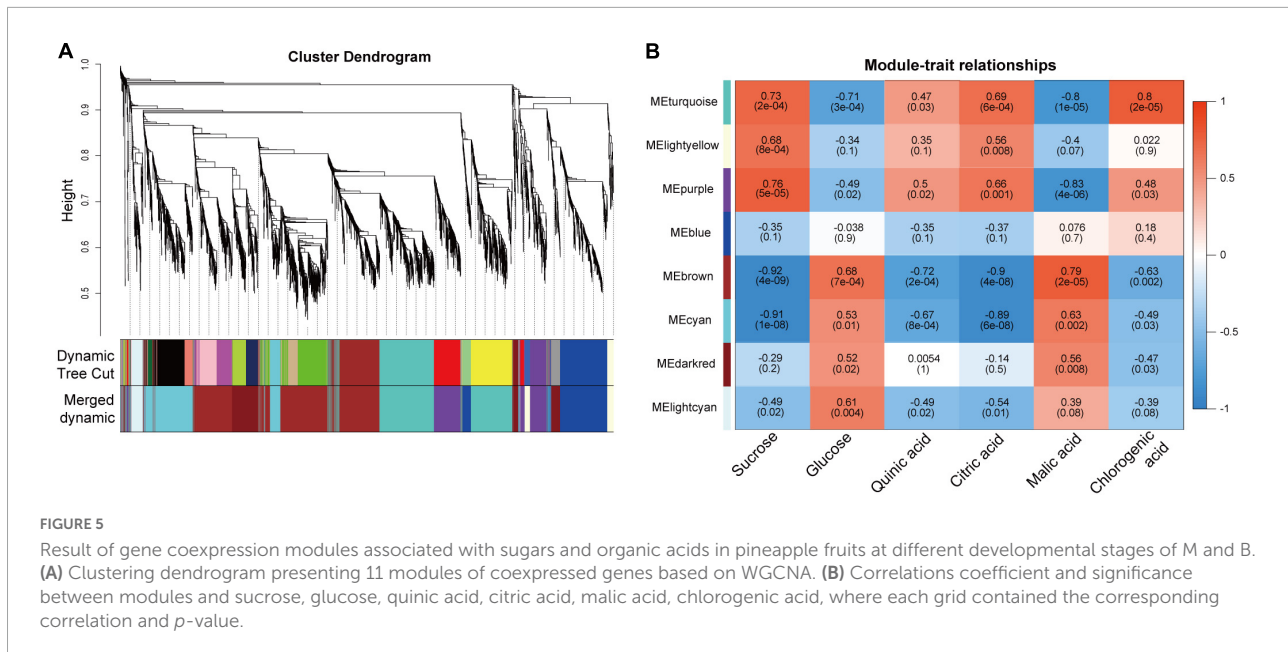 A
Cluster Dendrogram
Height
1.0
0.9
0.8
0.7
0.6
0.5
Dynamic
Tree Cut
Merged
dynamic
B
Module-trait relationships
MEturquoise
0.73 -0.71 0.47 0.69 -0.8 0.8
(2e-04) (3e-04) (0.03) (6e-04) (1e-05) (2e-05)
MElightyellow
0.68 -0.34 0.35 0.56 -0.4 0.022
(8e-04) (0.1) (0.1) (0.008) (0.07) (0.9)
MEpurple
0.76 -0.49 0.5 0.66 -0.83 0.48
(5e-05) (0.02) (0.02) (0.001) (4e-06) (0.03)
MEblue
-0.35 -0.038 -0.35 -0.37 0.076 0.18
(0.1) (0.9) (0.1) (0.1) (0.7) (0.4)
MEbrown
-0.92 0.68 -0.72 -0.9 0.79 -0.63
(4e-09) (7e-04) (2e-04) (4e-08) (2e-05) (0.002)
MEcyan
-0.91 0.53 -0.67 -0.89 0.63 -0.49
(1e-08) (0.01) (8e-04) (6e-08) (0.002) (0.03)
MEdarkred
-0.29 0.52 0.0054 -0.14 0.56 -0.47
(0.2) (0.02) (1) (0.5) (0.008) (0.03)
MElightcyan
-0.49 0.61 -0.49 -0.54 0.39 -0.39
(0.02) (0.004) (0.02) (0.01) (0.08) (0.08)
Sucrose
Glucose
Quinic acid
Citric acid
Malic acid
Chlorogenic
acid
1
0.5
0
-0.5
-1
FIGURE 5
Result of gene coexpression modules associated with sugars and organic acids in pineapple fruits at different developmental stages of M and B.
(A) Clustering dendrogram presenting 11 modules of coexpressed genes based on WGCNA. (B) Correlations coefficient and significance
between modules and sucrose, glucose, quinic acid, citric acid, malic acid, chlorogenic acid, where each grid contained the corresponding
correlation and p-value.